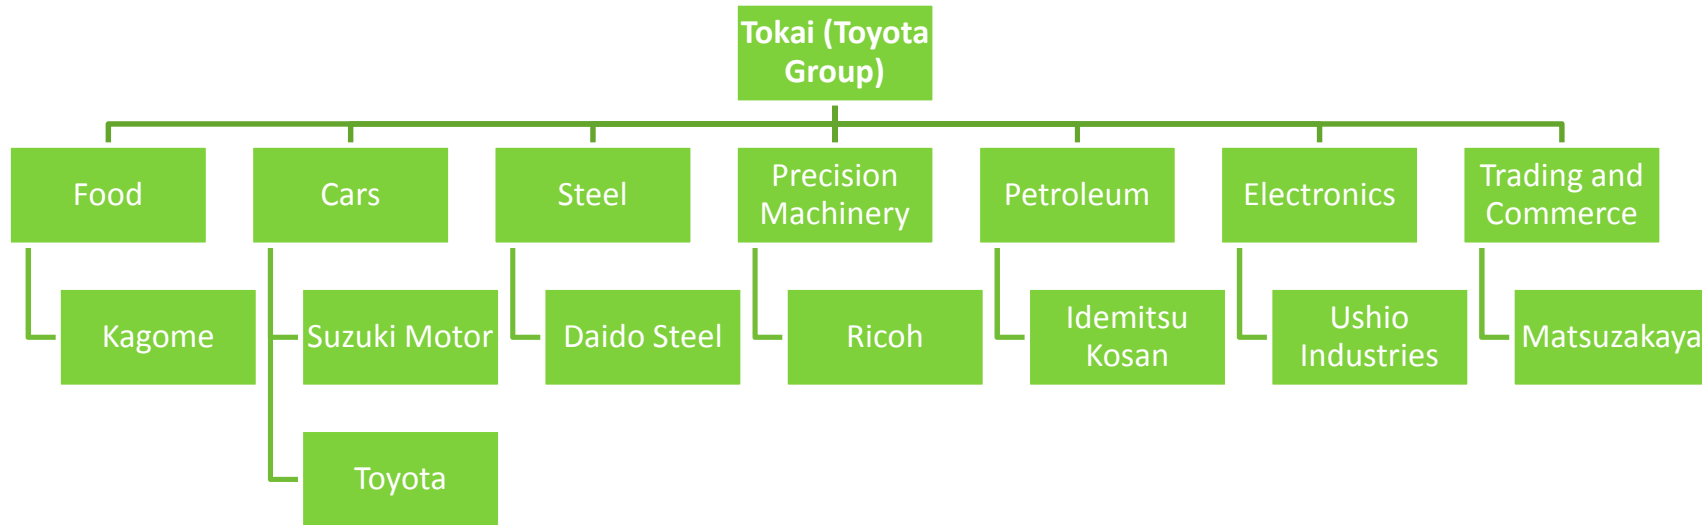 Tokai (Toyota
Group)
Food
Cars
Steel
Precision
Machinery
Petroleum
Electronics
Trading and
Commerce
Kagome
Suzuki Motor
Daido Steel
Ricoh
Idemitsu
Kosan
Ushio
Industries
Matsuzakaya
Toyota